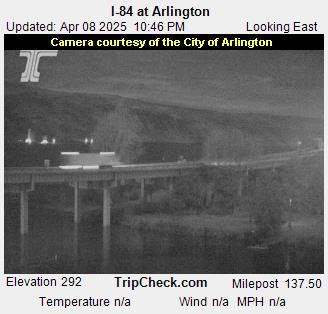 I-84 at Arlington
Updated: Apr 08 2025 10:46 PM Looking East
Camera courtesy of the City of Arlington
Elevation 292 TripCheck.com Milepost 137.50
Temperature n/a Wind n/a MPH n/a